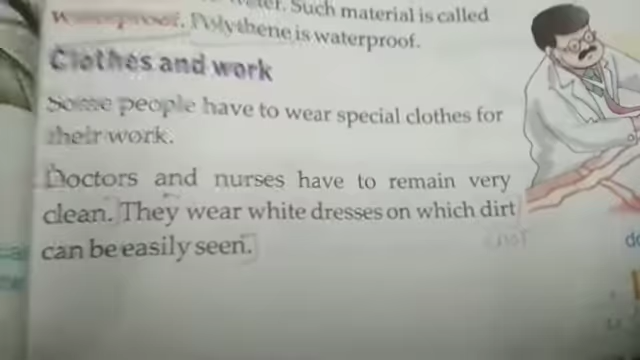 water. Such material is called
waterproof. Polythene is waterproof.
Clothes and work
Some people have to wear special clothes for
their work.
Doctors and nurses have to remain very
clean. They wear white dresses on which dirt
can be easily seen.